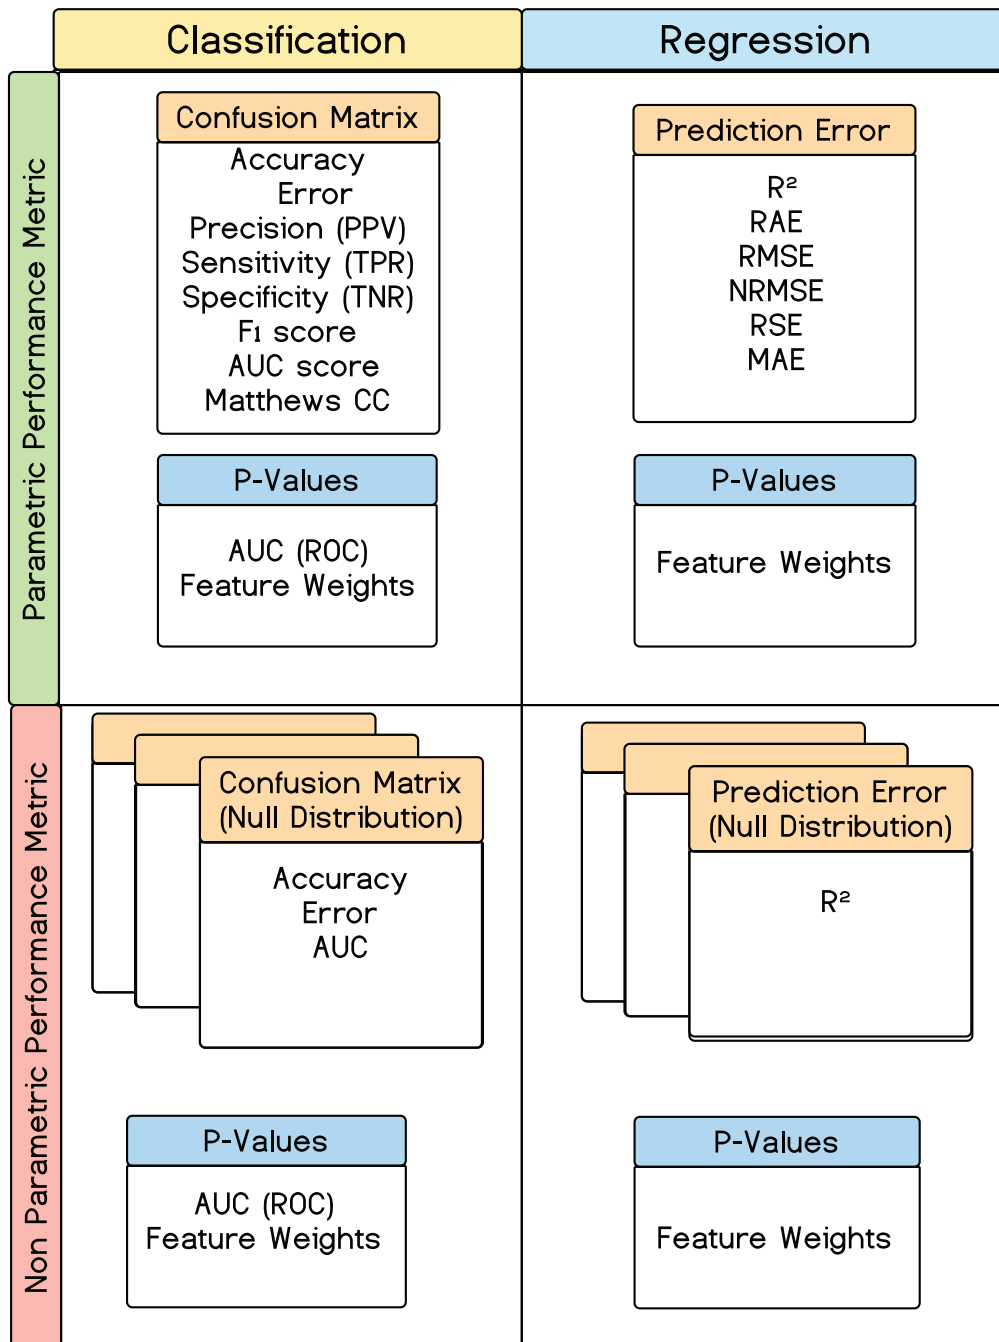 Classification
Regression
Parametric Performance Metric
Confusion Matrix
Accuracy
Error
Precision (PPV)
Sensitivity (TPR)
Specificity (TNR)
F1 score
AUC score
Matthews CC
Prediction Error
R²
RAE
RMSE
NRMSE
RSE
MAE
P-Values
AUC (ROC)
Feature Weights
P-Values
Feature Weights
Non Parametric Performance Metric
Confusion Matrix
(Null Distribution)
Accuracy
Error
AUC
Prediction Error
(Null Distribution)
R²
P-Values
AUC (ROC)
Feature Weights
P-Values
Feature Weights